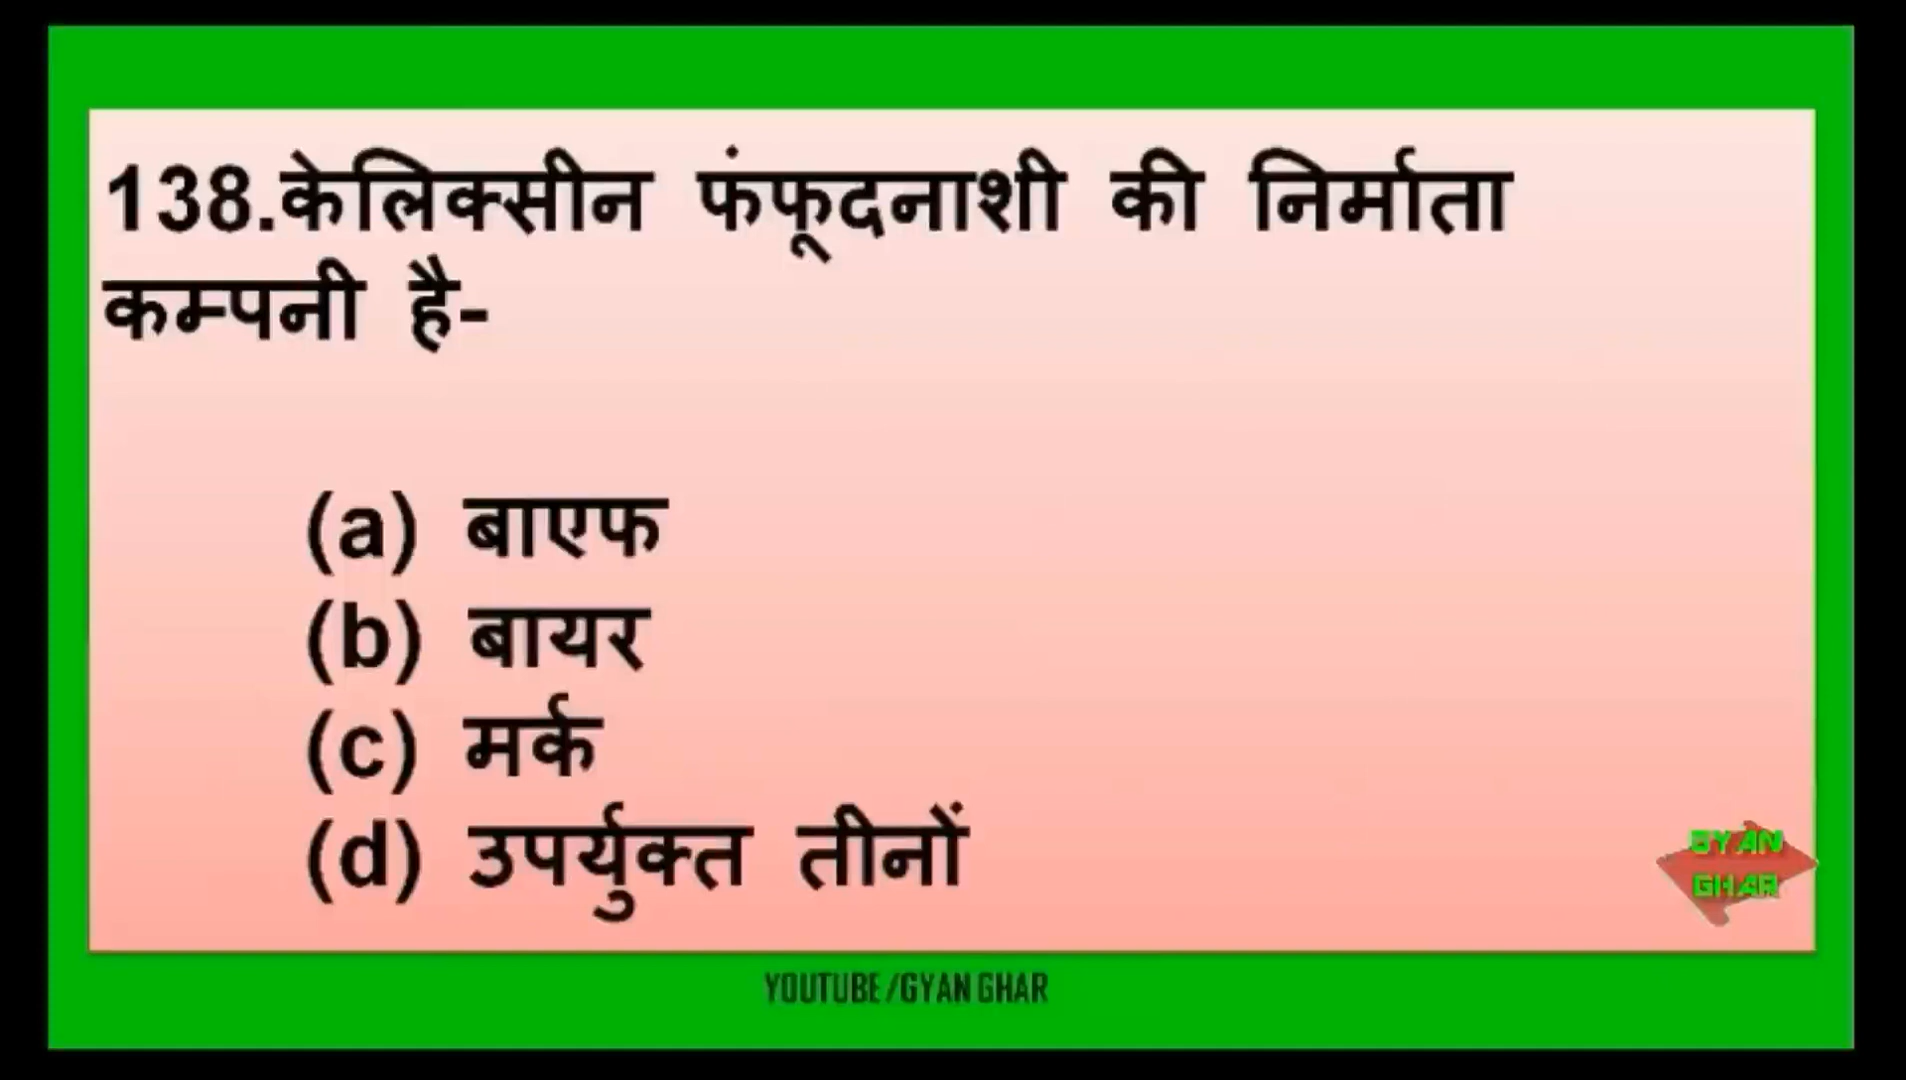 138.केलिक्सीन फंफूदनाशी की निर्माता
कम्पनी है-
(a) बाएफ
(b) बायर
(c) मर्क
(d) उपर्युक्त तीनों
GYAN
GHAR
YOUTUBE/GYAN GHAR